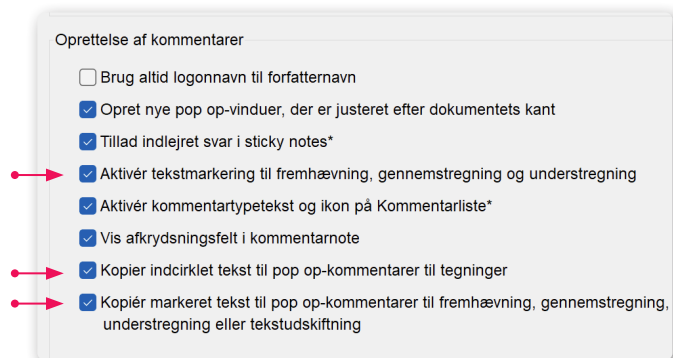 Oprettelse af kommentarer
Brug altid logonnavn til forfatternavn
Opret nye pop op-vinduer, der er justeret efter dokumentets kant
Tillad indlejret svar i sticky notes*
Aktivér tekstmarkering til fremhævning, gennemstregning og understregning
Aktivér kommentartypetekst og ikon på Kommentarliste*
Vis afkrydsningsfelt i kommentarnote
Kopier indcirklet tekst til pop op-kommentarer til tegninger
Kopiér markeret tekst til pop op-kommentarer til fremhævning, gennemstregning,
understregning eller tekstudskiftning